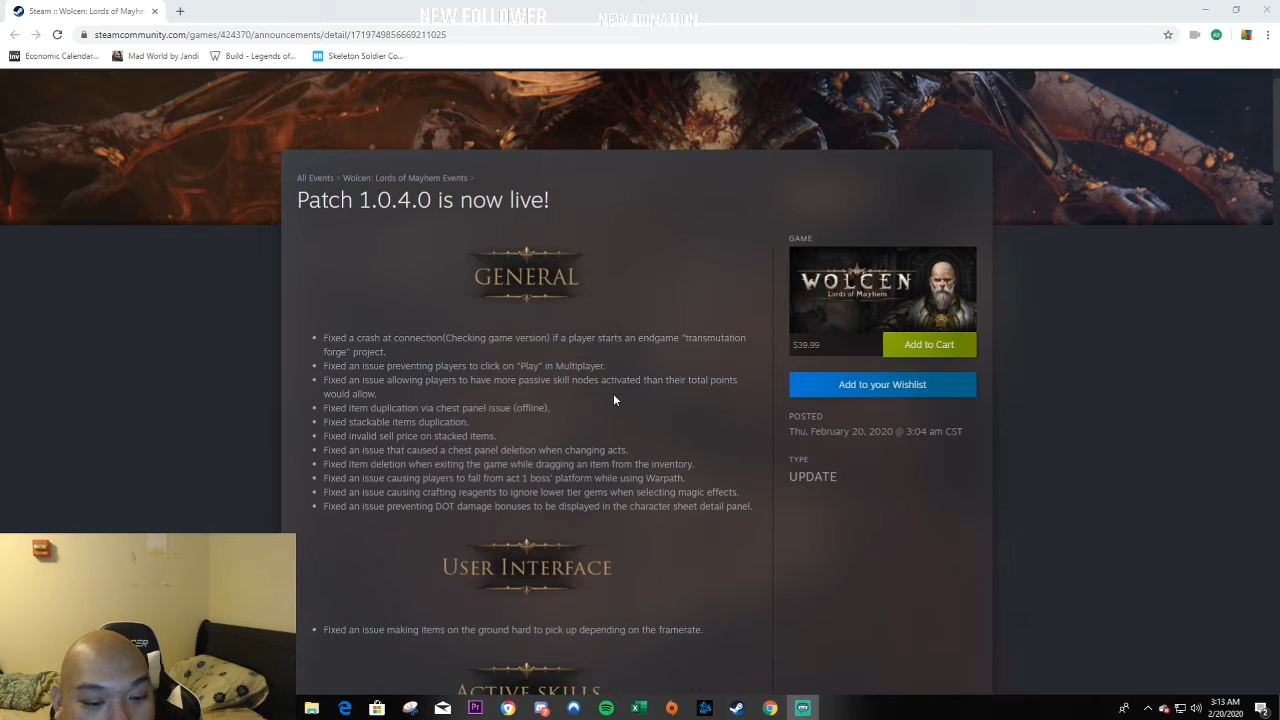 Steam :: Wolcen: Lords of Mayhe
NEW FOLLOWER
NEW DONATION
steamcommunity.com/games/424370/announcements/detail/1719749856669211025
Economic Calendar...
Mad World by Jandi
Build - Legends of...
Skeleton Soldier Co...
All Events > Wolcen: Lords of Mayhem Events >
Patch 1.0.4.0 is now live!
GENERAL
• Fixed a crash at connection(Checking game version) if a player starts an endgame "transmutation
forge" project.
• Fixed an issue preventing players to click on "Play" in Multiplayer.
• Fixed an issue allowing players to have more passive skill nodes activated than their total points
would allow.
• Fixed item duplication via chest panel issue (offline).
• Fixed stackable items duplication.
• Fixed invalid sell price on stacked items.
• Fixed an issue that caused a chest panel deletion when changing acts.
• Fixed item deletion when exiting the game while dragging an item from the inventory.
• Fixed an issue causing players to fall from act 1 boss' platform while using Warpath.
• Fixed an issue causing crafting reagents to ignore lower tier gems when selecting magic effects.
• Fixed an issue preventing DOT damage bonuses to be displayed in the character sheet detail panel.
USER INTERFACE
• Fixed an issue making items on the ground hard to pick up depending on the framerate.
ACTIVE SKILLS
GAME
WOLCEN
Lords of Mayhem
$39.99
Add to Cart
Add to your Wishlist
POSTED
Thu, February 20, 2020 @ 3:04 am CST
TYPE
UPDATE
3:13 AM
2/20/2020